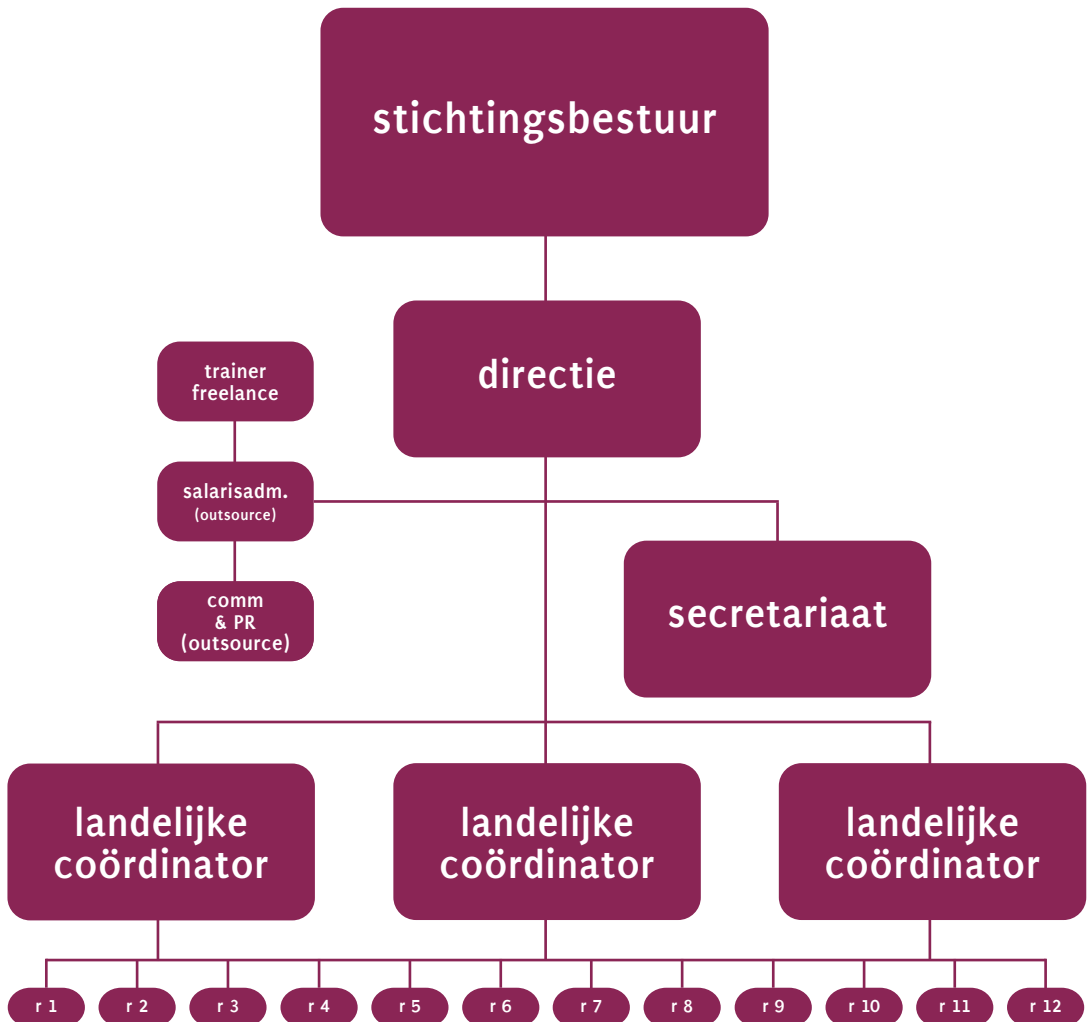 stichtingsbestuur
directie
trainer
freelance
salarisadm.
(outsource)
comm
& PR
(outsource)
secretariaat
landelijke
coördinator
landelijke
coördinator
landelijke
coördinator
r 1
r 2
r 3
r 4
r 5
r 6
r 7
r 8
r 9
r 10
r 11
r 12